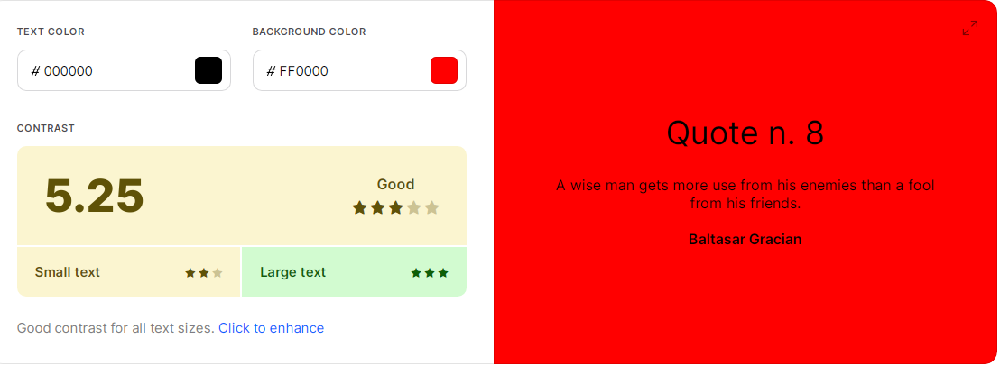 TEXT COLOR
BACKGROUND COLOR
# 000000
# FF0000
CONTRAST
5.25
Good
Small text
Large text
Good contrast for all text sizes. Click to enhance
Quote n. 8
A wise man gets more use from his enemies than a fool
from his friends.
Baltasar Gracian